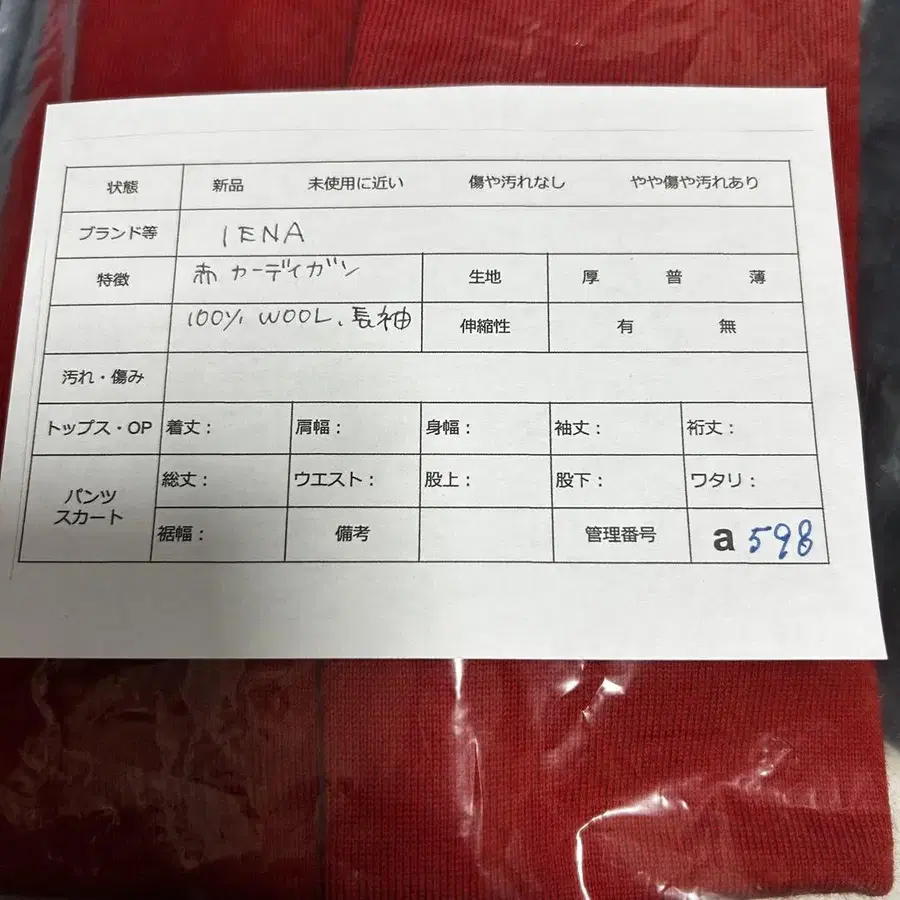 状態 新品 未使用に近い 傷や汚れなし やや傷や汚れあり
ブランド等 IENA
特徴 赤 カーディガン 生地 厚 普 薄
100% WOOL、長袖 伸縮性 有 無
汚れ・傷み
トップス・OP 着丈： 肩幅： 身幅： 袖丈： 裄丈：
パンツ スカート 総丈： ウエスト： 股上： 股下： ワタリ：
裾幅： 備考 管理番号 a 598